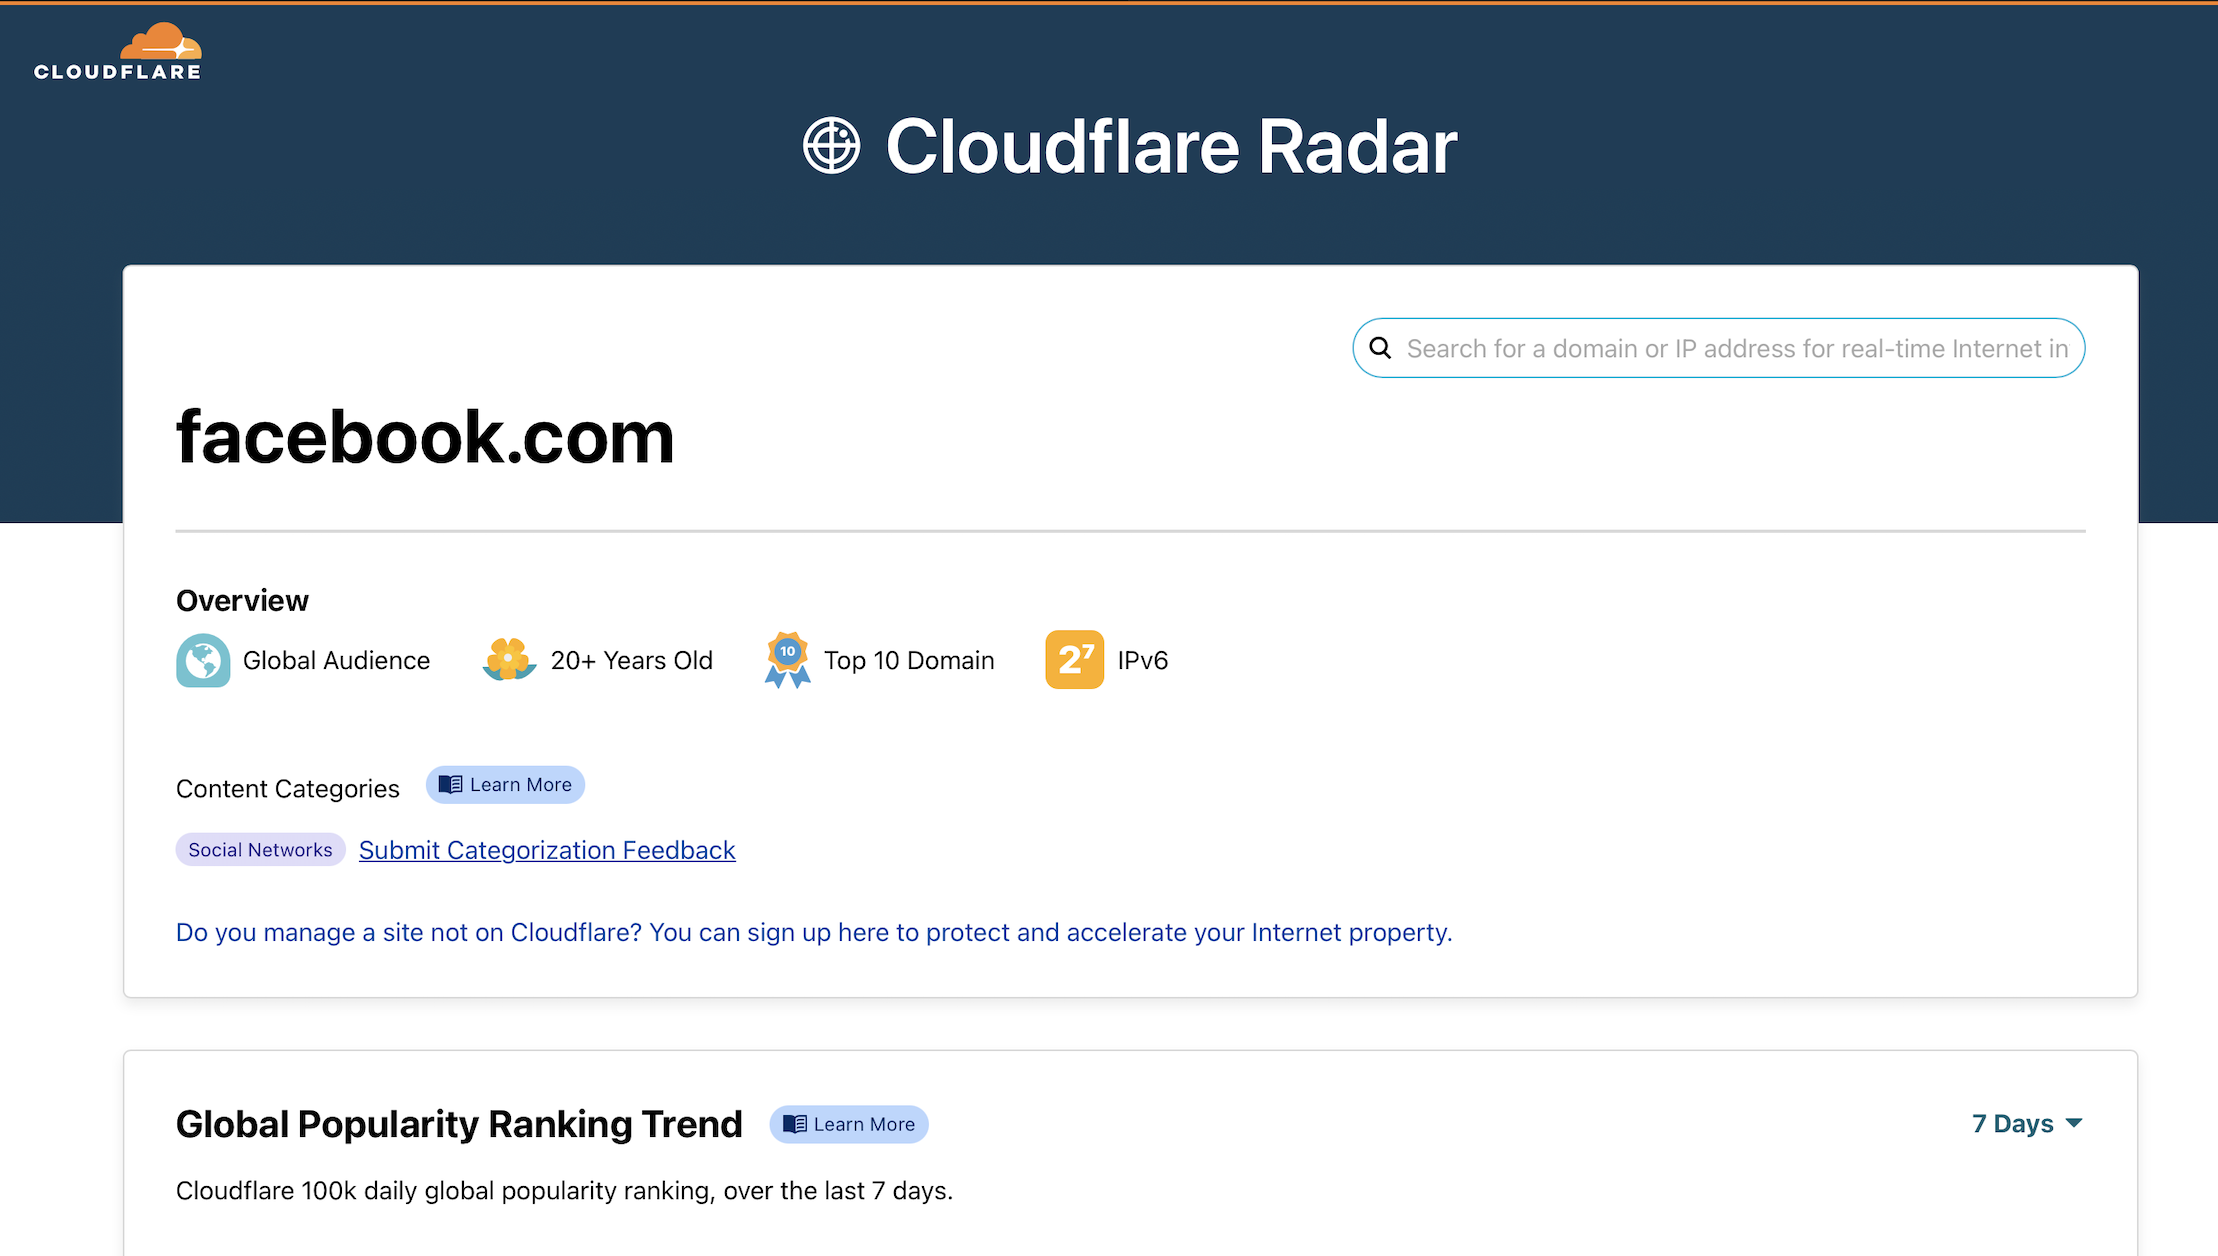 CLOUDFLARE
Cloudflare Radar
Search for a domain or IP address for real-time Internet in
facebook.com
Overview
Global Audience
20+ Years Old
10
Top 10 Domain
2⁷
IPv6
Content Categories
Learn More
Social Networks
Submit Categorization Feedback
Do you manage a site not on Cloudflare? You can sign up here to protect and accelerate your Internet property.
Global Popularity Ranking Trend
Learn More
7 Days
Cloudflare 100k daily global popularity ranking, over the last 7 days.